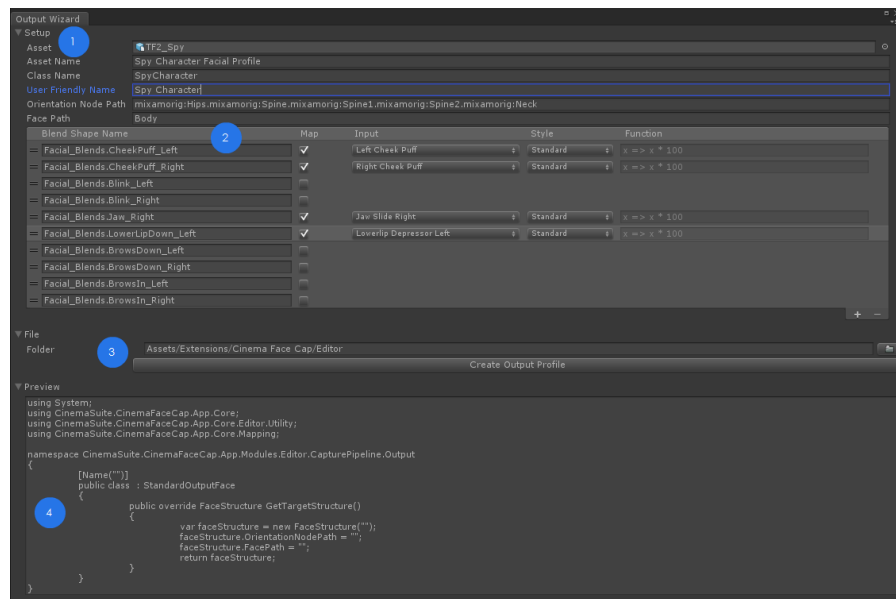 Output Wizard
Setup
1
Asset TF2_Spy
Asset Name Spy Character Facial Profile
Class Name SpyCharacter
User Friendly Name Spy Character
Orientation Node Path mixamorig:Hips.mixamorig:Spine.mixamorig:Spine1.mixamorig:Spine2.mixamorig:Neck
Face Path Body
2
Blend Shape Name Map Input Style Function
Facial_Blends.CheekPuff_Left Left Cheek Puff Standard x => x * 100
Facial_Blends.CheekPuff_Right Right Cheek Puff Standard x => x * 100
Facial_Blends.Blink_Left
Facial_Blends.Blink_Right
Facial_Blends.Jaw_Right Jaw Slide Right Standard x => x * 100
Facial_Blends.LowerLipDown_Left Lowerlip Depressor Left Standard x => x * 100
Facial_Blends.BrowsDown_Left
Facial_Blends.BrowsDown_Right
Facial_Blends.BrowsIn_Left
Facial_Blends.BrowsIn_Right
+ −
File
3
Folder Assets/Extensions/Cinema Face Cap/Editor
Create Output Profile
Preview
using System;
using CinemaSuite.CinemaFaceCap.App.Core;
using CinemaSuite.CinemaFaceCap.App.Core.Editor.Utility;
using CinemaSuite.CinemaFaceCap.App.Core.Mapping;
namespace CinemaSuite.CinemaFaceCap.App.Modules.Editor.CapturePipeline.Output
{
[Name("")]
public class : StandardOutputFace
{
4
public override FaceStructure GetTargetStructure()
{
var faceStructure = new FaceStructure("");
faceStructure.OrientationNodePath = "";
faceStructure.FacePath = "";
return faceStructure;
}
}
}